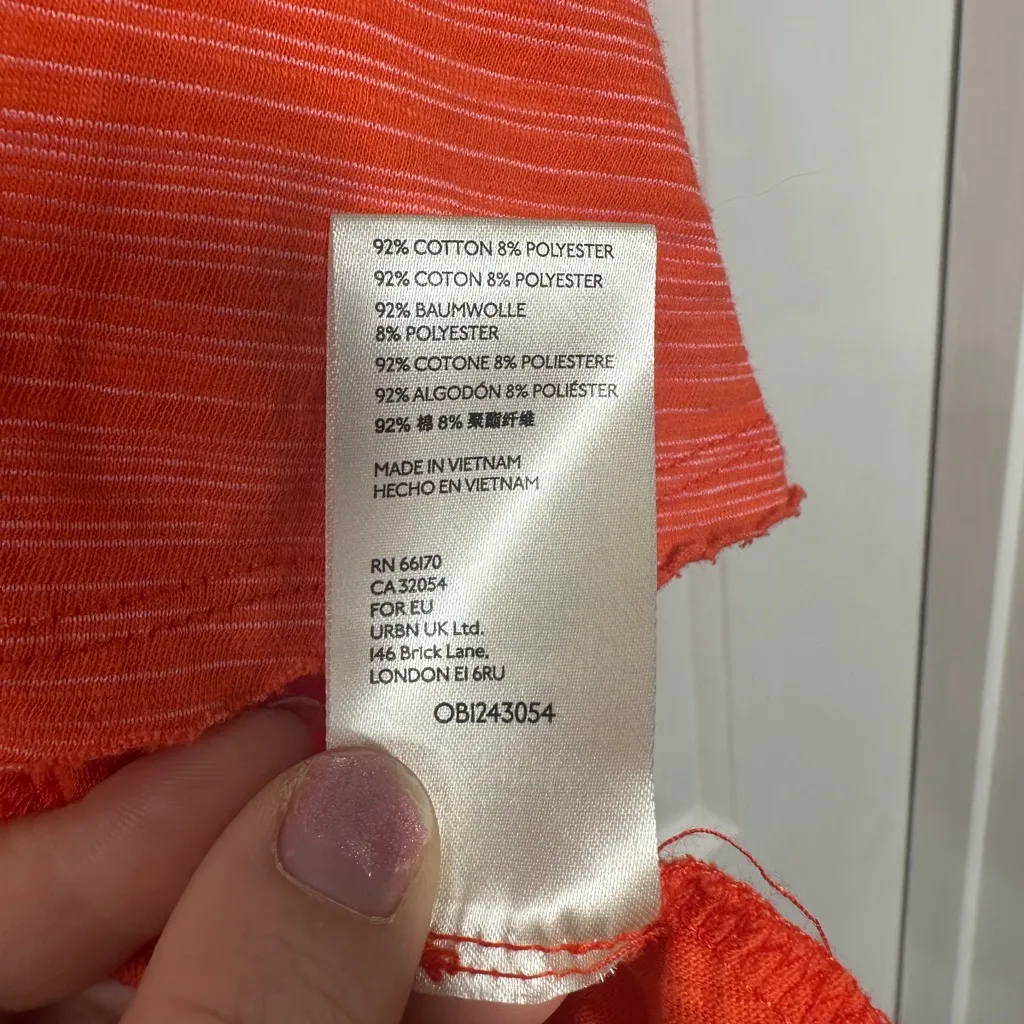 92% COTTON 8% POLYESTER
92% COTON 8% POLYESTER
92% BAUMWOLLE
8% POLYESTER
92% COTONE 8% POLIESTERE
92% ALGODÓN 8% POLIÉSTER
92% 棉 8% 聚酯纤维
MADE IN VIETNAM
HECHO EN VIETNAM
RN 66170
CA 32054
FOR EU
URBN UK Ltd.
146 Brick Lane,
LONDON E1 6RU
OB1243054